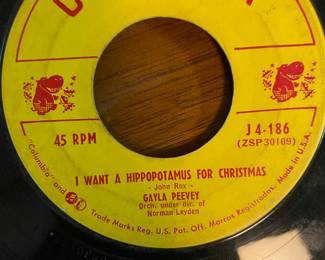 45 RPM
J 4-186
(ZSP30109)
I WANT A HIPPOPOTAMUS FOR CHRISTMAS
- John Rox -
GAYLA PEEVEY
Orch. under dir. of
Norman Leyden
"Columbia" and Trade Marks Reg. U.S. Pat. Off. Marcas Registradas. Made in U.S.A.